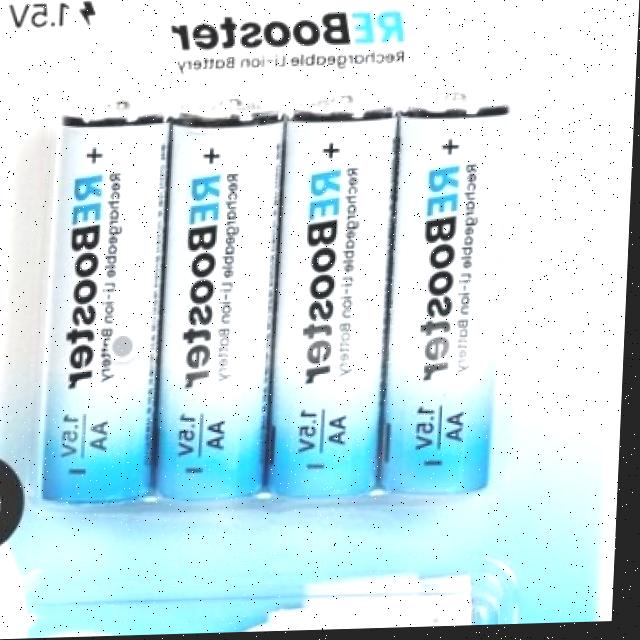 1.5V
REBooster
Rechargeable Li-ion Battery
+ REBooster
Rechargeable Li-ion Battery
AA
1.5V
+ REBooster
Rechargeable Li-ion Battery
AA
1.5V
+ REBooster
Rechargeable Li-ion Battery
AA
1.5V
+ REBooster
Rechargeable Li-ion Battery
AA
1.5V